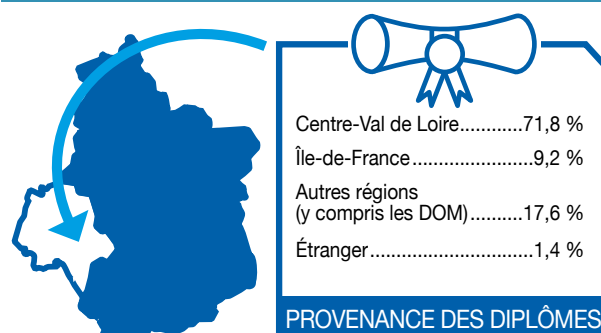 Centre-Val de Loire............71,8 %
Île-de-France.......................9,2 %
Autres régions
(y compris les DOM)..........17,6 %
Étranger...............................1,4 %
PROVENANCE DES DIPLÔMES